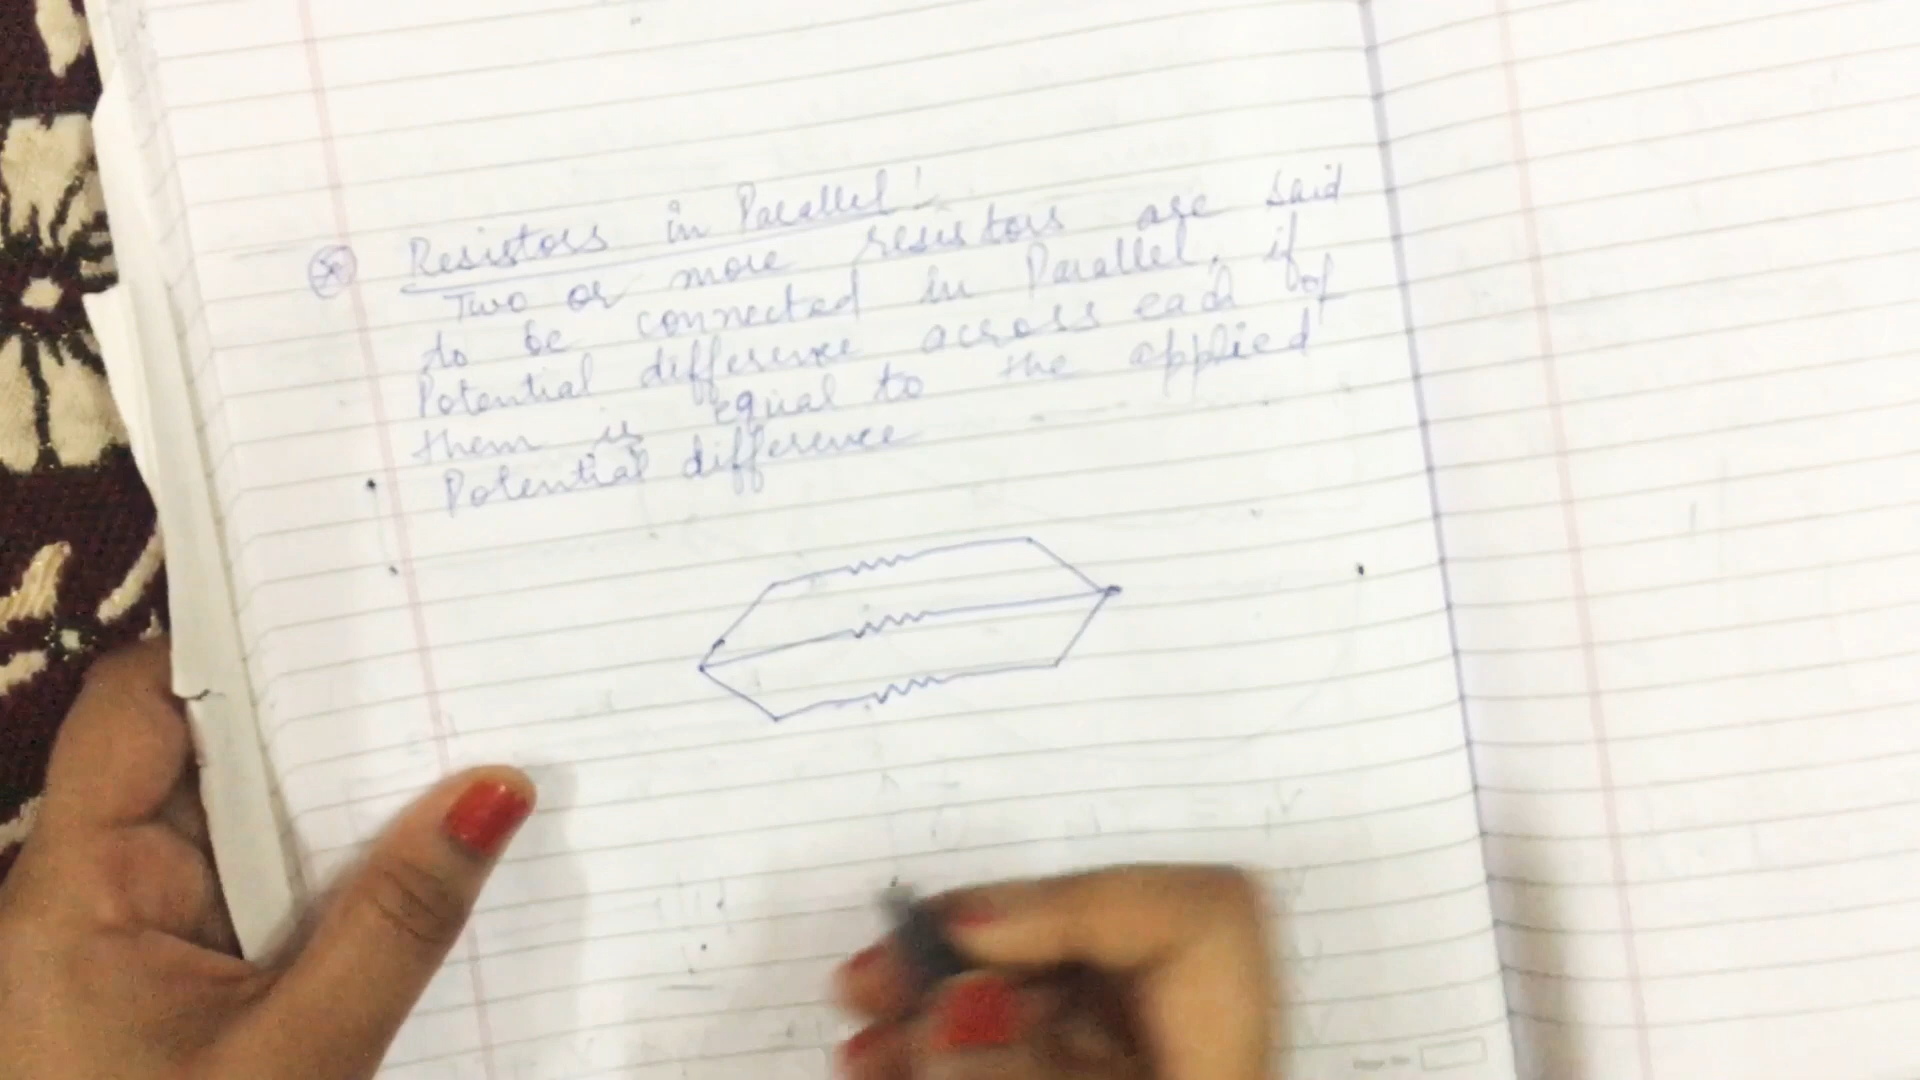 Resistors in Parallel!
Two or more resistors are said
to be connected in Parallel, if
Potential difference across each of
them is equal to the applied
Potential difference